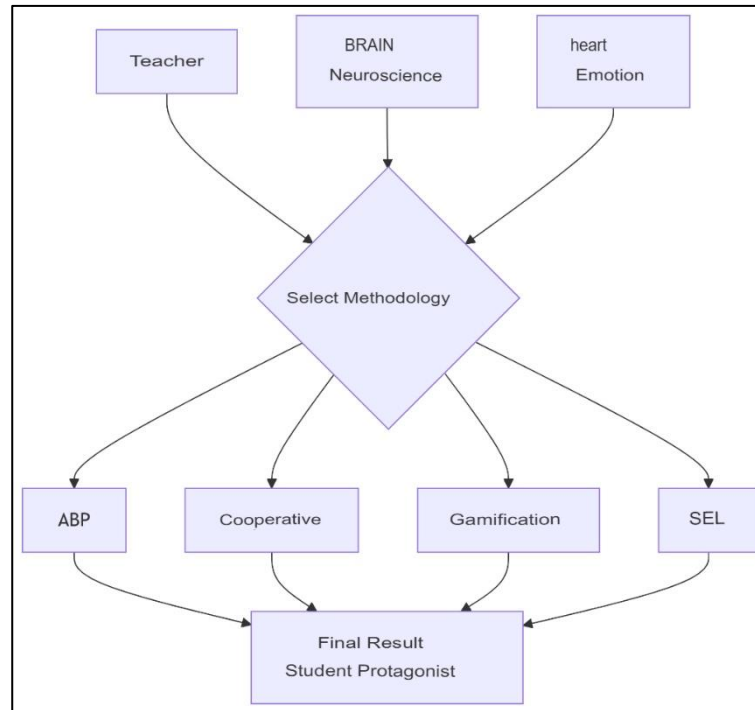 Teacher
BRAIN
Neuroscience
heart
Emotion
Select Methodology
ABP
Cooperative
Gamification
SEL
Final Result
Student Protagonist